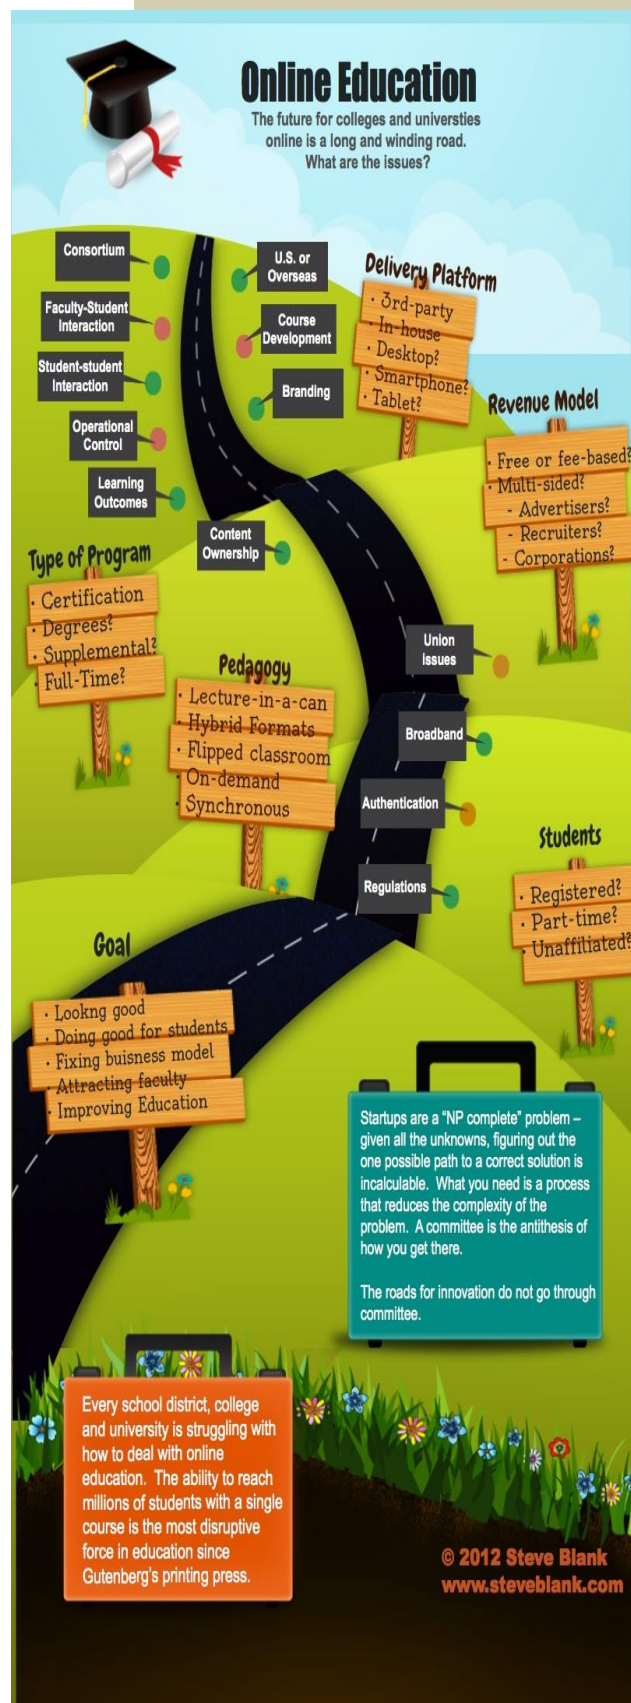 Online Education
The future for colleges and universties
online is a long and winding road.
What are the issues?
Consortium
U.S. or
Overseas
Faculty-Student
Interaction
Course
Development
Student-student
Interaction
Branding
Operational
Control
Learning
Outcomes
Content
Ownership
Delivery Platform
· 3rd-party
· In-house
· Desktop?
· Smartphone?
· Tablet?
Revenue Model
· Free or fee-based?
· Multi-sided?
- Advertisers?
- Recruiters?
- Corporations?
Type of Program
· Certification
· Degrees?
· Supplemental?
· Full-Time?
Pedagogy
· Lecture-in-a-can
· Hybrid Formats
· Flipped classroom
· On-demand
· Synchronous
Union
Issues
Broadband
Authentication
Regulations
Students
· Registered?
· Part-time?
· Unaffiliated?
Goal
· Lookng good
· Doing good for students
· Fixing buisness model
· Attracting faculty
· Improving Education
Startups are a “NP complete” problem –
given all the unknowns, figuring out the
one possible path to a correct solution is
incalculable. What you need is a process
that reduces the complexity of the
problem. A committee is the antithesis of
how you get there.
The roads for innovation do not go through
committee.
Every school district, college
and university is struggling with
how to deal with online
education. The ability to reach
millions of students with a single
course is the most disruptive
force in education since
Gutenberg's printing press.
© 2012 Steve Blank
www.steveblank.com